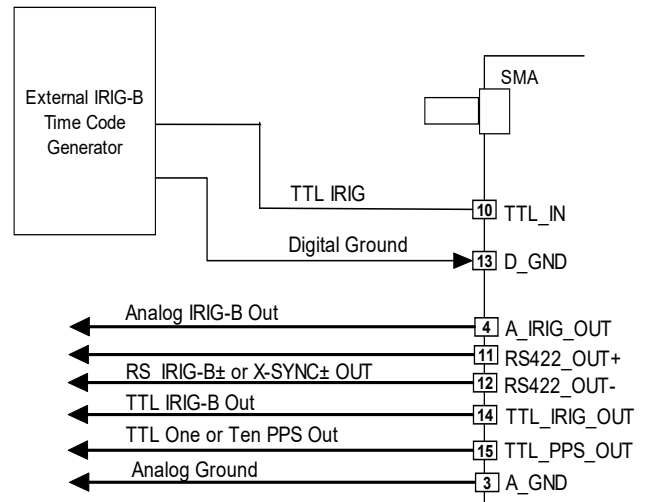 External IRIG-B
Time Code
Generator
SMA
TTL IRIG
10 TTL_IN
Digital Ground
13 D_GND
Analog IRIG-B Out
4 A_IRIG_OUT
11 RS422_OUT+
RS IRIG-B± or X-SYNC± OUT
12 RS422_OUT-
TTL IRIG-B Out
14 TTL_IRIG_OUT
TTL One or Ten PPS Out
15 TTL_PPS_OUT
Analog Ground
3 A_GND